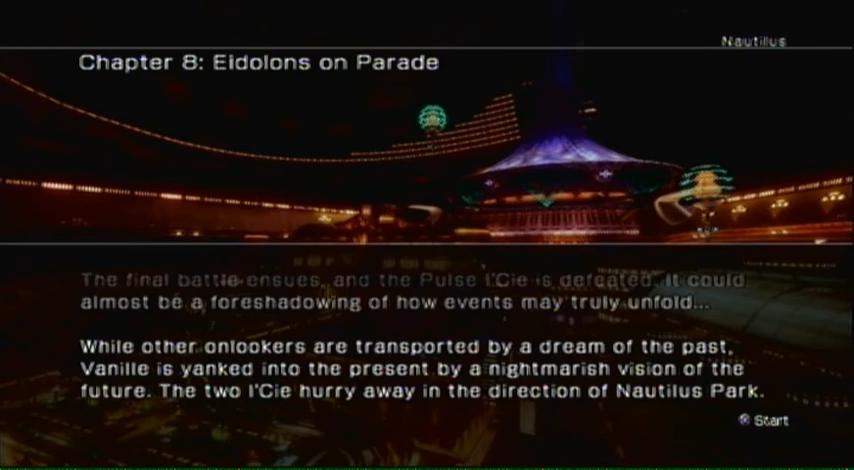 Nautilus
Chapter 8: Eidolons on Parade
The final battle ensues, and the Pulse l'Cie is defeated. It could
almost be a foreshadowing of how events may truly unfold...
While other onlookers are transported by a dream of the past,
Vanille is yanked into the present by a nightmarish vision of the
future. The two l'Cie hurry away in the direction of Nautilus Park.
Start